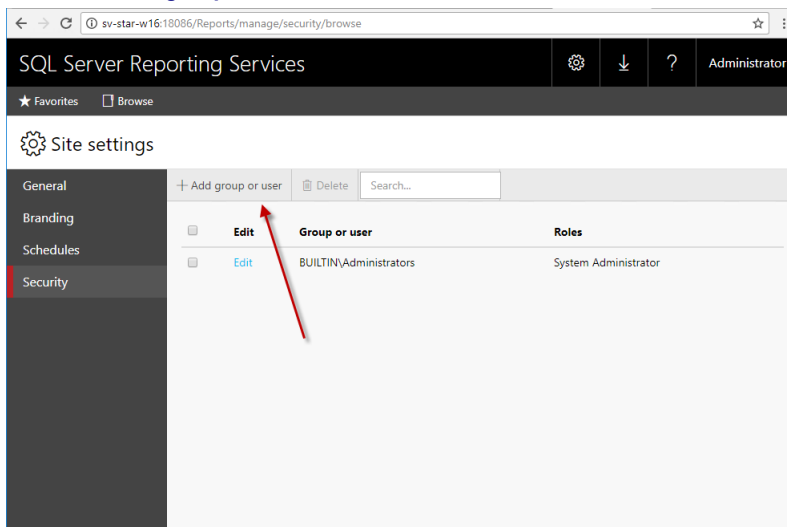 sv-star-w16:18086/Reports/manage/security/browse
SQL Server Reporting Services
? Administrator
Favorites Browse
Site settings
General
Branding
Schedules
Security
+ Add group or user Delete Search...
Edit Group or user Roles
Edit BUILTIN\Administrators System Administrator